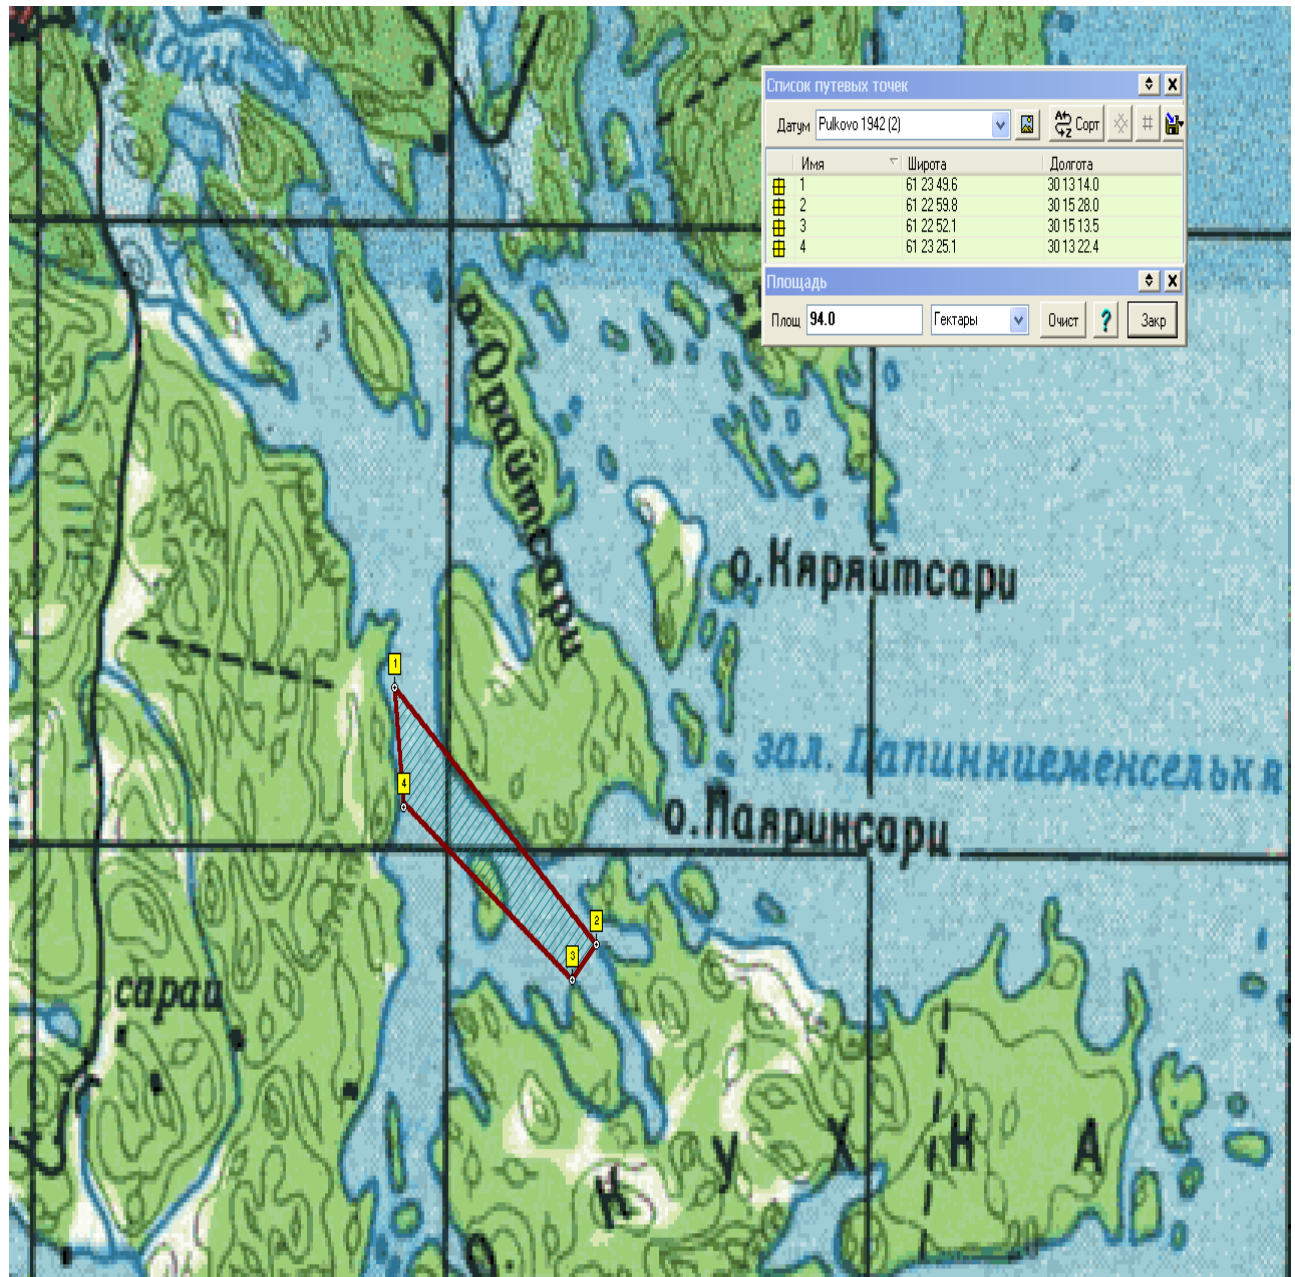 Список путевых точек
Датум Pulkovo 1942 (2) Сорт
Имя Широта Долгота
1 61 23 49.6 30 13 14.0
2 61 22 59.8 30 15 28.0
3 61 22 52.1 30 15 13.5
4 61 23 25.1 30 13 22.4
Площадь
Площ 94.0 Гектары Очист ? Закр
о. Орайтсари
о. Кяряйтсари
1
зал. Папинниеменселькя
4
о. Паяринсари
2
3
сарай
К У Х К А